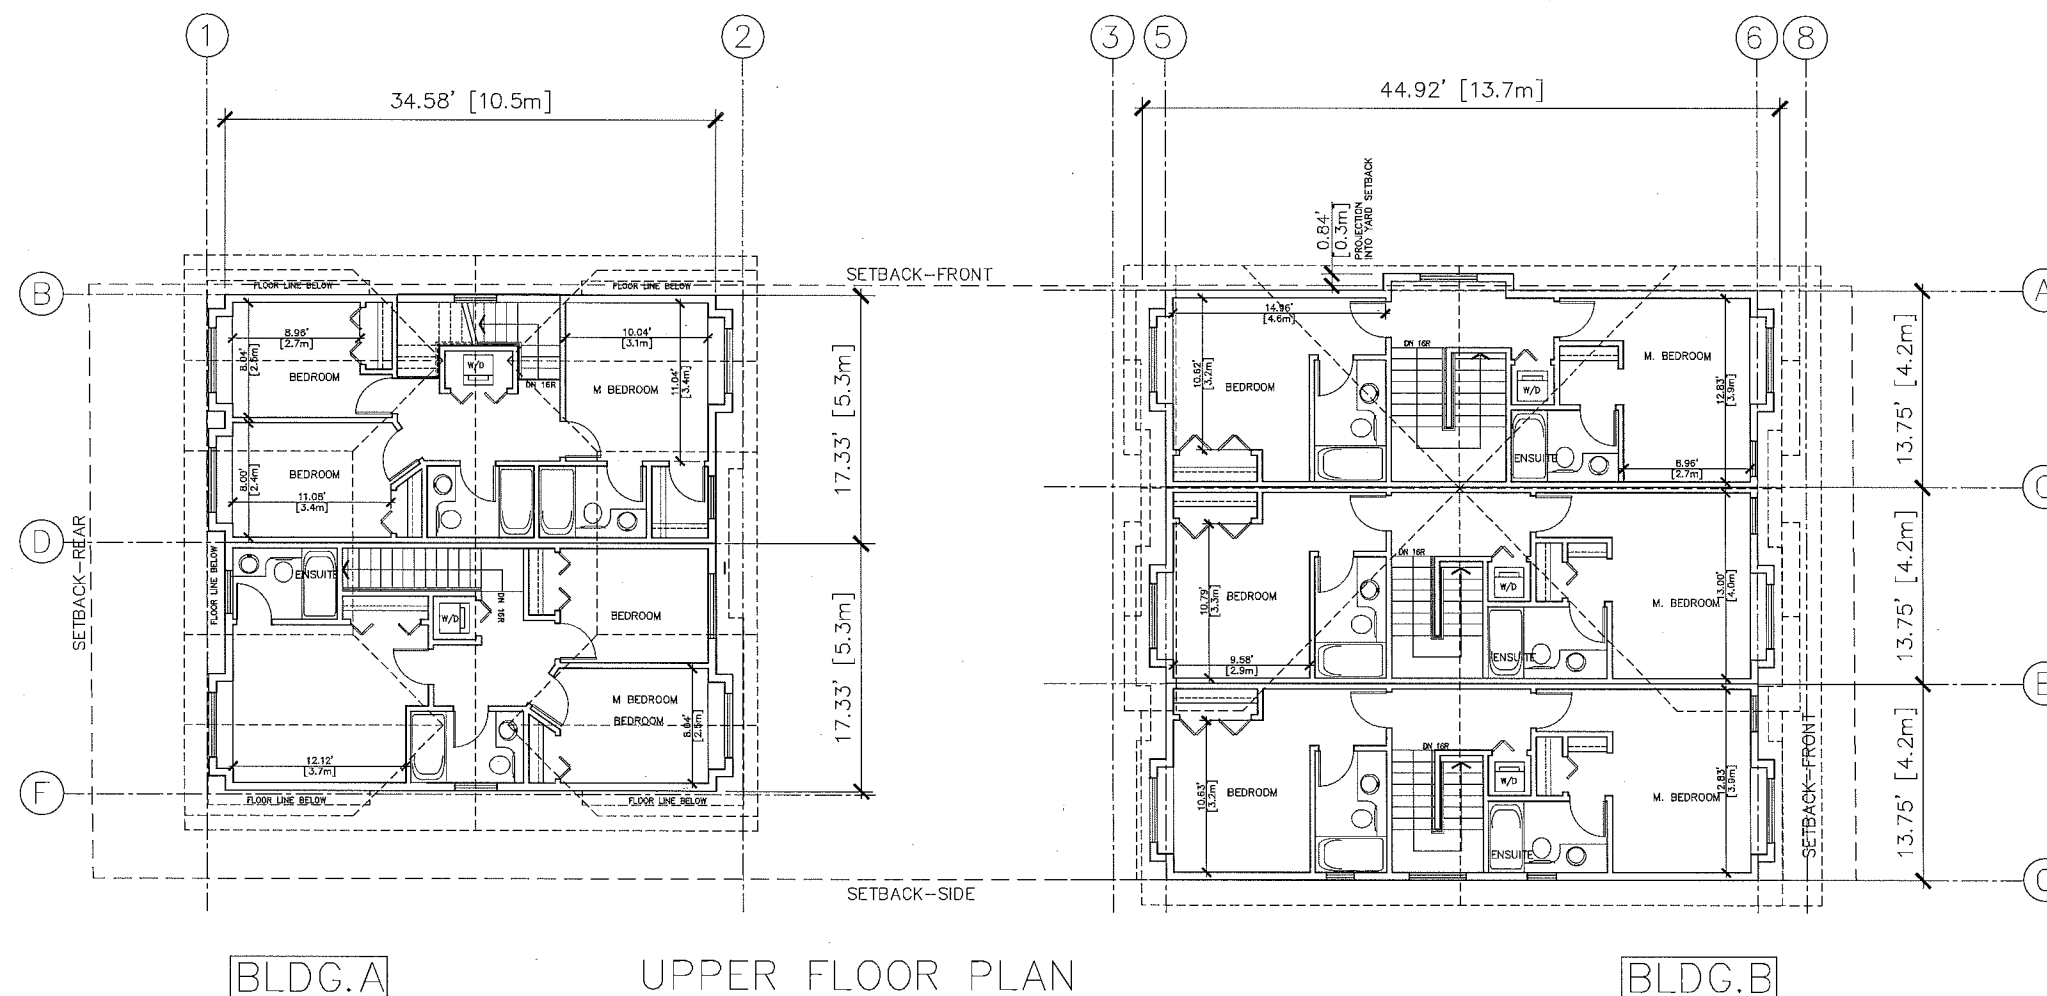 1
2
3
5
6
8
34.58' [10.5m]
44.92' [13.7m]
0.84'
[0.3m]
PROJECTION
INTO YARD SETBACK
SETBACK-FRONT
B
A
FLOOR LINE BELOW
FLOOR LINE BELOW
8.96'
[2.7m]
8.04'
[2.5m]
BEDROOM
W/D
DN 16R
10.04'
[3.1m]
M BEDROOM
11.04'
[3.4m]
17.33' [5.3m]
BEDROOM
8.00'
[2.4m]
11.08'
[3.4m]
D
SETBACK-REAR
FLOOR LINE BELOW
ENSUITE
W/D
DN 16R
BEDROOM
M BEDROOM
BEDROOM
8.04'
[2.5m]
12.12'
[3.7m]
17.33' [5.3m]
F
FLOOR LINE BELOW
FLOOR LINE BELOW
SETBACK-SIDE
14.96'
[4.6m]
10.62'
[3.2m]
BEDROOM
DN 16R
W/D
M. BEDROOM
12.83'
[3.9m]
ENSUITE
8.96'
[2.7m]
13.75' [4.2m]
BEDROOM
10.79'
[3.3m]
9.58'
[2.9m]
DN 16R
W/D
ENSUITE
M. BEDROOM
13.00'
[4.0m]
13.75' [4.2m]
E
BEDROOM
10.63'
[3.2m]
DN 16R
W/D
ENSUITE
M. BEDROOM
12.83'
[3.9m]
SETBACK-FRONT
13.75' [4.2m]
BLDG.A
UPPER FLOOR PLAN
BLDG.B